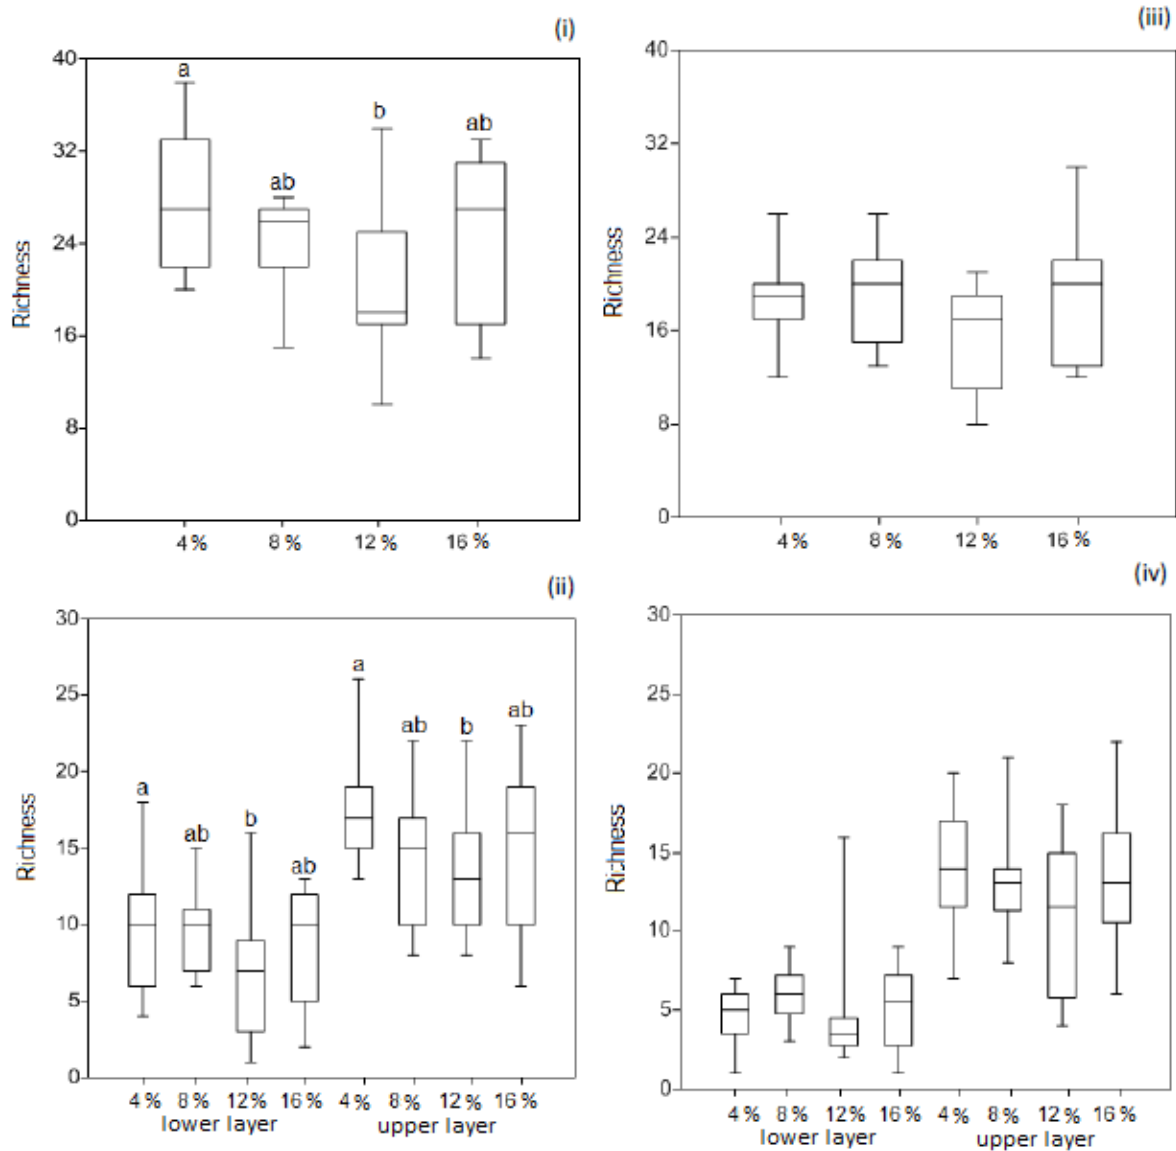 (i)
40
32
24
16
8
0
Richness
a
ab
b
ab
4 %
8 %
12 %
16 %
(iii)
40
32
24
16
8
0
Richness
4 %
8 %
12 %
16 %
(ii)
30
25
20
15
10
5
0
Richness
a
ab
b
ab
a
ab
b
ab
4 % 8 % 12 % 16 % 4 % 8 % 12 % 16 %
lower layer upper layer
(iv)
30
25
20
15
10
5
0
Richness
4 % 8 % 12 % 16 % 4 % 8 % 12 % 16 %
lower layer upper layer